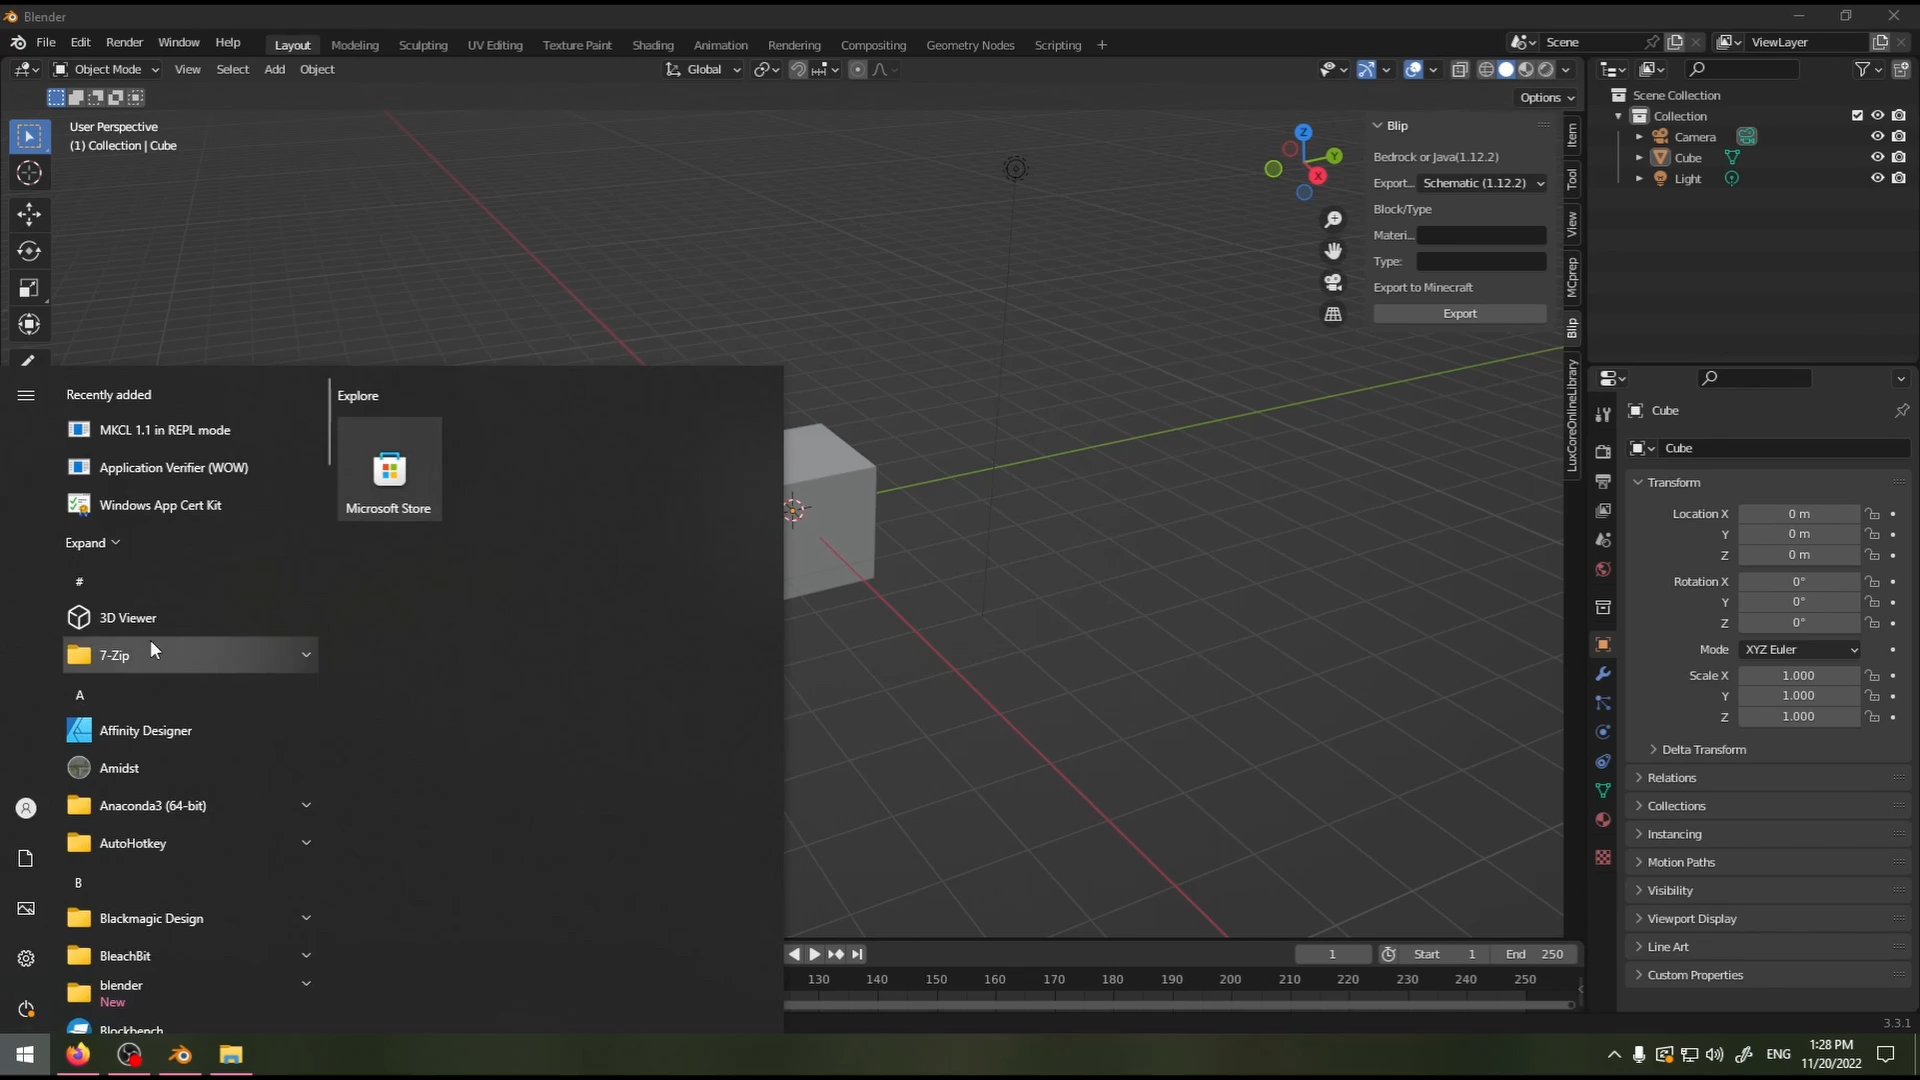 Blender
File Edit Render Window Help Layout Modeling Sculpting UV Editing Texture Paint Shading Animation Rendering Compositing Geometry Nodes Scripting + Scene ViewLayer
Object Mode View Select Add Object Global
Options
User Perspective
(1) Collection | Cube
Z
Y
X
Blip
Bedrock or Java(1.12.2)
Export... Schematic (1.12.2)
Block/Type
Materi...
Type:
Export to Minecraft
Export
Item
Tool
View
MCprep
Blip
LuxCoreOnlineLibrary
Scene Collection
Collection
Camera
Cube
Light
Cube
Cube
Transform
Location X 0 m
Y 0 m
Z 0 m
Rotation X 0°
Y 0°
Z 0°
Mode XYZ Euler
Scale X 1.000
Y 1.000
Z 1.000
Delta Transform
Relations
Collections
Instancing
Motion Paths
Visibility
Viewport Display
Line Art
Custom Properties
3.3.1
Recently added
MKCL 1.1 in REPL mode
Application Verifier (WOW)
Windows App Cert Kit
Expand
#
3D Viewer
7-Zip
A
Affinity Designer
Amidst
Anaconda3 (64-bit)
AutoHotkey
B
Blackmagic Design
BleachBit
blender
New
Blockbench
Explore
Microsoft Store
1 Start 1 End 250
130 140 150 160 170 180 190 200 210 220 230 240 250
ENG
1:28 PM
11/20/2022